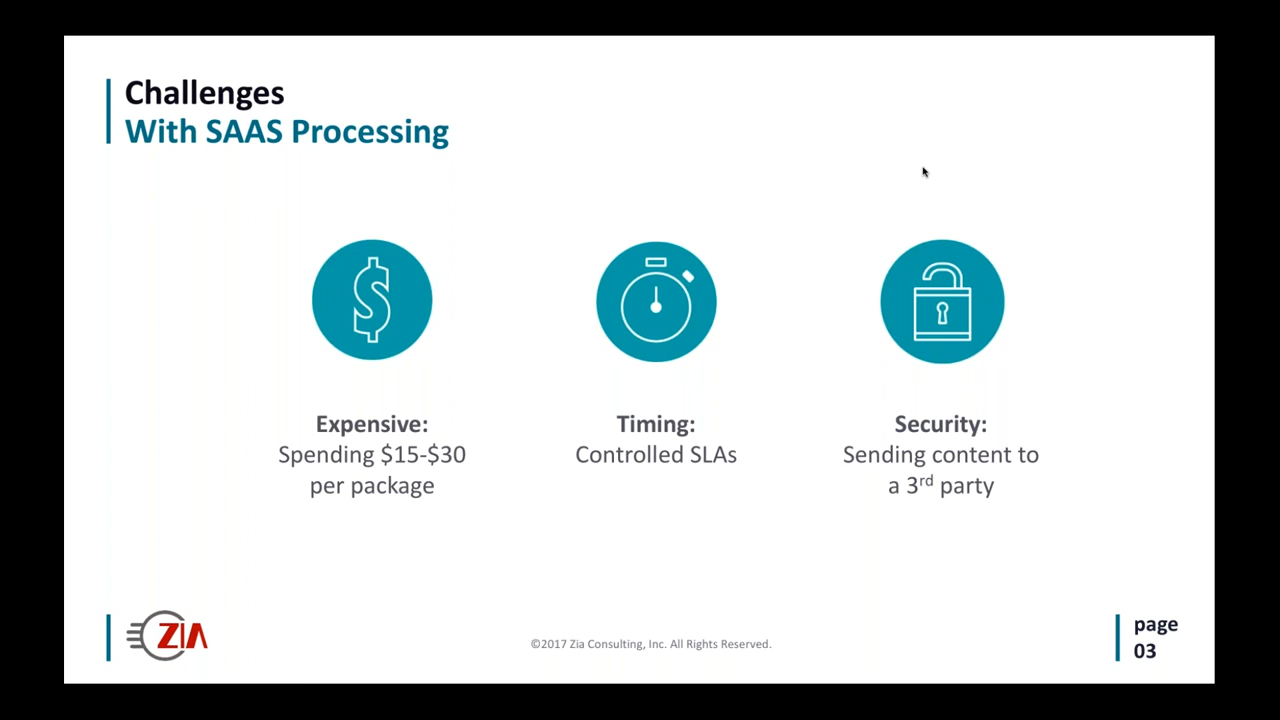 Challenges
With SAAS Processing
Expensive:
Spending $15-$30
per package
Timing:
Controlled SLAs
Security:
Sending content to
a 3rd party
ZIA
©2017 Zia Consulting, Inc. All Rights Reserved.
page
03